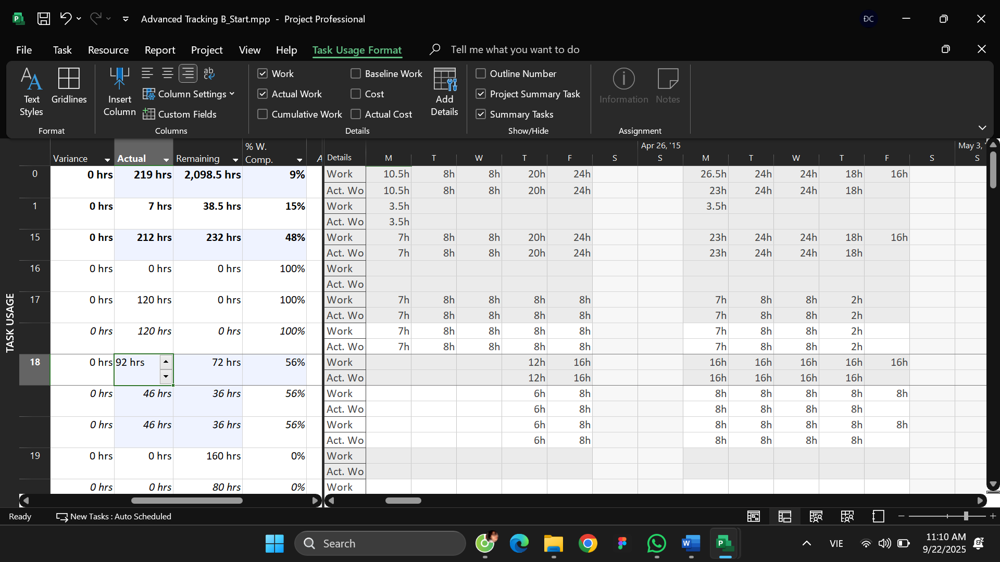 Advanced Tracking B_Start.mpp - Project Professional
ĐC
File Task Resource Report Project View Help Task Usage Format Tell me what you want to do
Text Styles
Gridlines
Format
Insert Column
Column Settings
Custom Fields
Columns
Work
Actual Work
Cumulative Work
Baseline Work
Cost
Actual Cost
Add Details
Details
Outline Number
Project Summary Task
Summary Tasks
Show/Hide
Information
Notes
Assignment
Apr 26, '15 May 3, '
Variance Actual Remaining % W. Comp. A Details M T W T F S S M T W T F S S
0 0 hrs 219 hrs 2,098.5 hrs 9% Work 10.5h 8h 8h 20h 24h 26.5h 24h 24h 18h 16h
Act. Wo 10.5h 8h 8h 20h 24h 23h 24h 24h 18h
1 0 hrs 7 hrs 38.5 hrs 15% Work 3.5h 3.5h
Act. Wo 3.5h
15 0 hrs 212 hrs 232 hrs 48% Work 7h 8h 8h 20h 24h 23h 24h 24h 18h 16h
Act. Wo 7h 8h 8h 20h 24h 23h 24h 24h 18h
16 0 hrs 0 hrs 0 hrs 100% Work
Act. Wo
17 0 hrs 120 hrs 0 hrs 100% Work 7h 8h 8h 8h 8h 7h 8h 8h 2h
Act. Wo 7h 8h 8h 8h 8h 7h 8h 8h 2h
0 hrs 120 hrs 0 hrs 100% Work 7h 8h 8h 8h 8h 7h 8h 8h 2h
Act. Wo 7h 8h 8h 8h 8h 7h 8h 8h 2h
18 0 hrs 92 hrs 72 hrs 56% Work 12h 16h 16h 16h 16h 16h 16h
Act. Wo 12h 16h 16h 16h 16h 16h
0 hrs 46 hrs 36 hrs 56% Work 6h 8h 8h 8h 8h 8h 8h
Act. Wo 6h 8h 8h 8h 8h 8h
0 hrs 46 hrs 36 hrs 56% Work 6h 8h 8h 8h 8h 8h 8h
Act. Wo 6h 8h 8h 8h 8h 8h
19 0 hrs 0 hrs 160 hrs 0% Work
Act. Wo
0 hrs 0 hrs 80 hrs 0% Work
TASK USAGE
Ready New Tasks : Auto Scheduled
Search
VIE
11:10 AM
9/22/2025